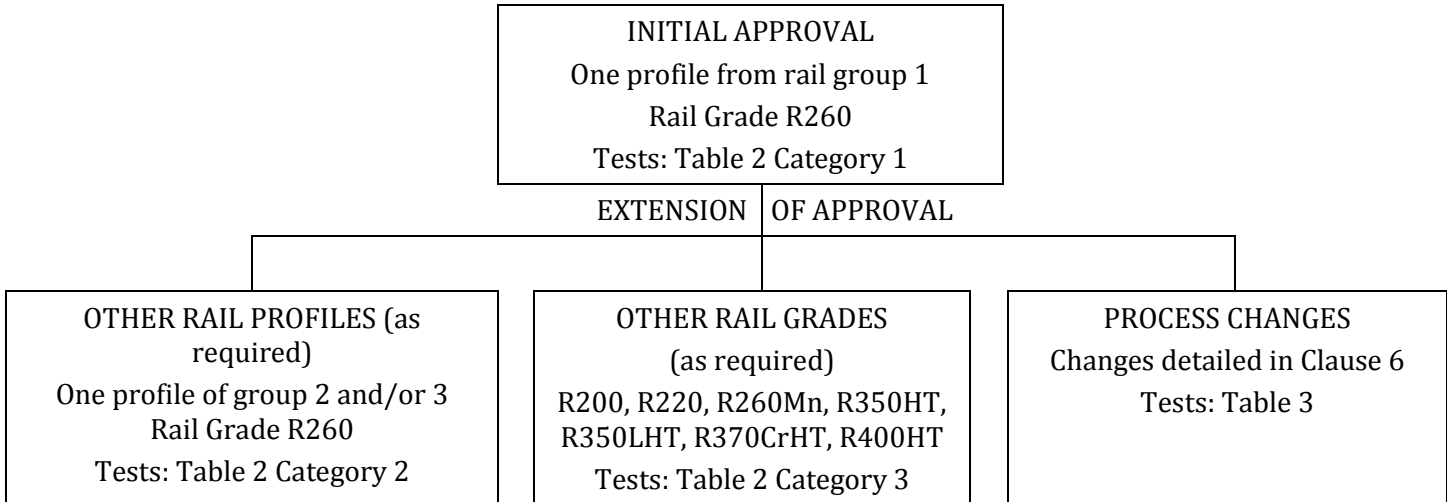 INITIAL APPROVAL
One profile from rail group 1
Rail Grade R260
Tests: Table 2 Category 1
EXTENSION OF APPROVAL
OTHER RAIL PROFILES (as
required)
One profile of group 2 and/or 3
Rail Grade R260
Tests: Table 2 Category 2
OTHER RAIL GRADES
(as required)
R200, R220, R260Mn, R350HT,
R350LHT, R370CrHT, R400HT
Tests: Table 2 Category 3
PROCESS CHANGES
Changes detailed in Clause 6
Tests: Table 3